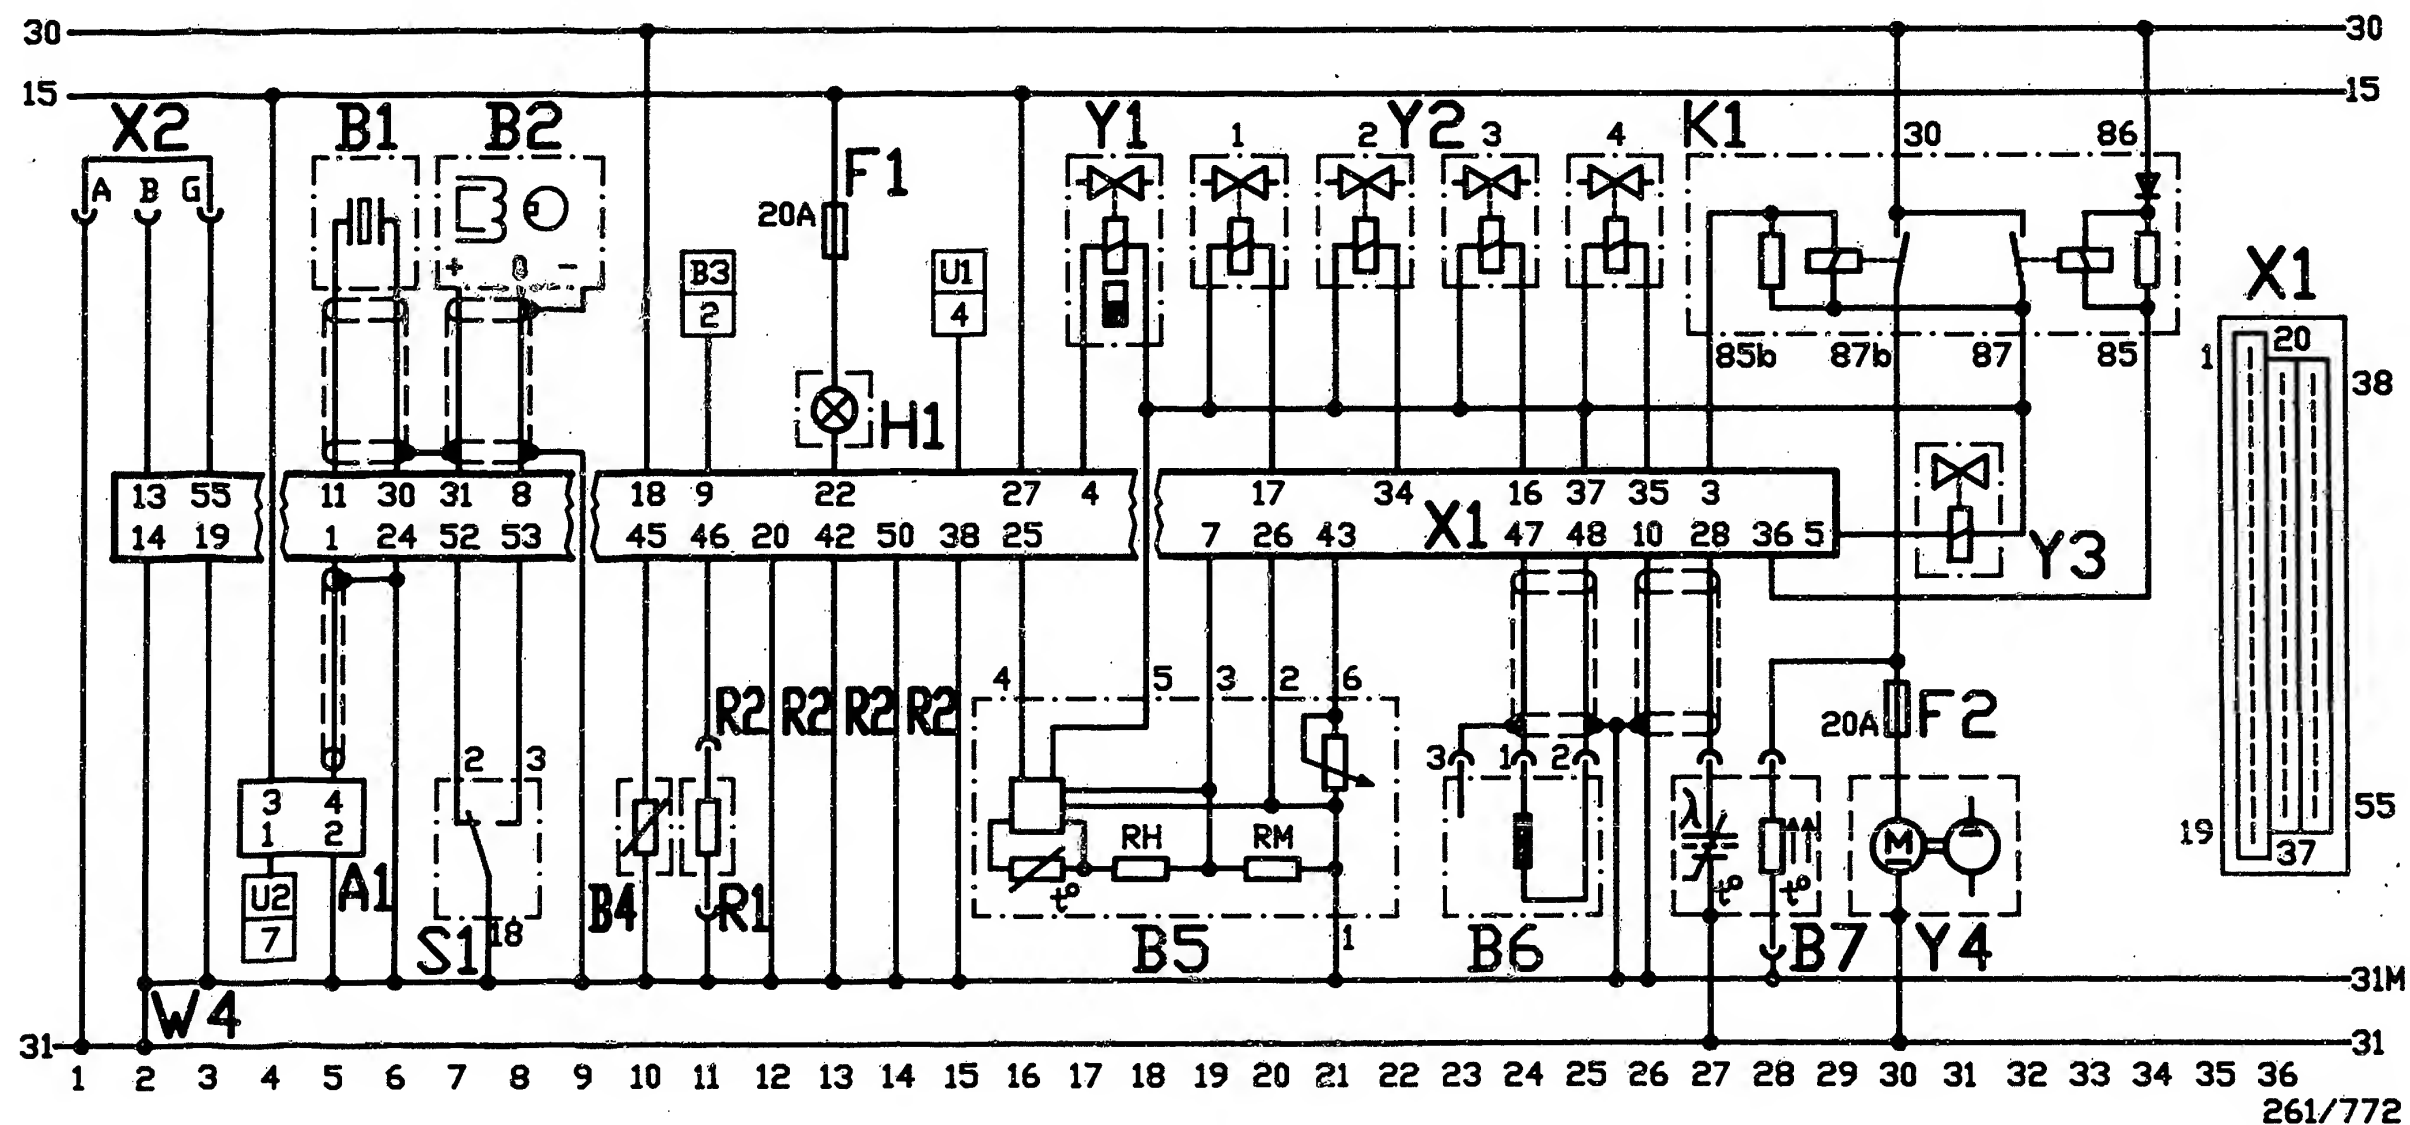 30 30
15 15
X2 B1 B2 Y1 1 2 Y2 3 4 K1 30 86
A B G F1
20A
+ 0 −
B3 U1 X1
2 4
1 20
85b 87b 87 85
38
H1
13 55 11 30 31 8 18 9 22 27 4 17 34 16 37 35 3
14 19 1 24 52 53 45 46 20 42 50 38 25 7 26 43 X1 47 48 10 28 36 5
Y3
4 5 3 2 6
R2 R2 R2 R2
20A F2
2 3 3 1 2
3 4
1 2
RH RM λ M
55
19 37
U2 A1 B4 R1 t° t° t°
7 S1 18 B5 1 B6 B7 Y4
31M
W4
31 31
1 2 3 4 5 6 7 8 9 10 11 12 13 14 15 16 17 18 19 20 21 22 23 24 25 26 27 28 29 30 31 32 33 34 35 36
261/772